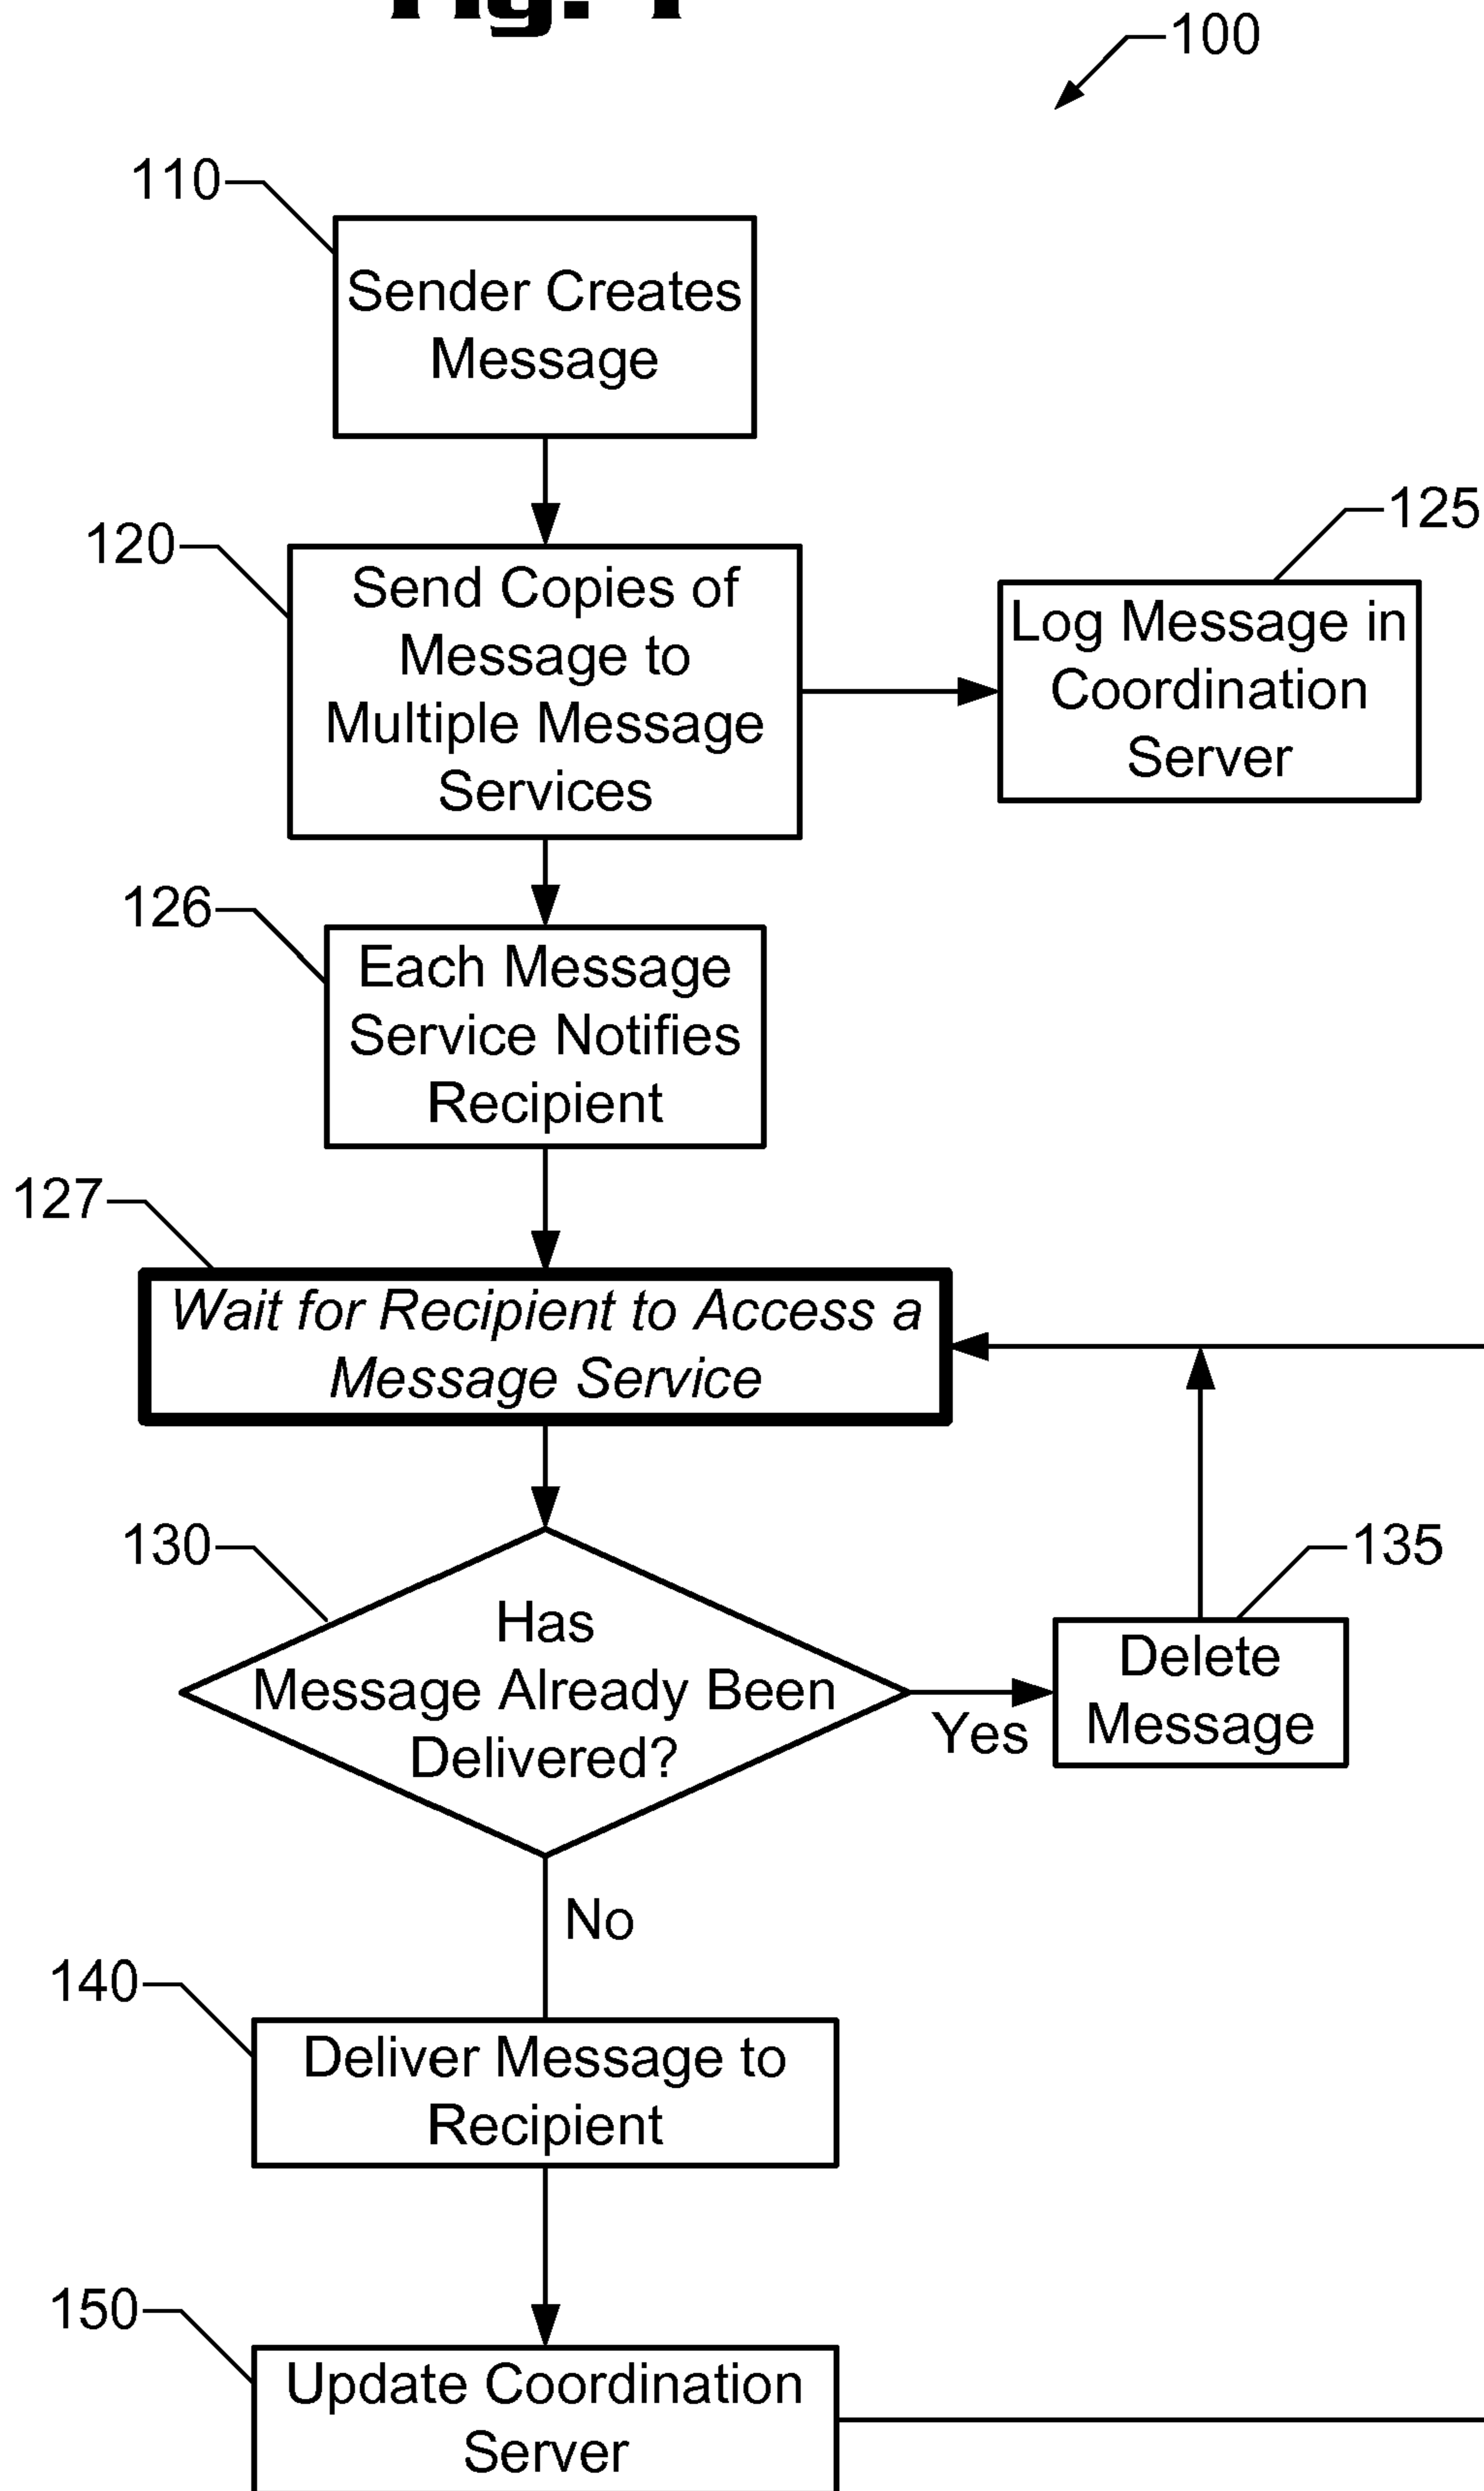 Fig. 1
100
110
Sender Creates
Message
120
Send Copies of
Message to
Multiple Message
Services
125
Log Message in
Coordination
Server
126
Each Message
Service Notifies
Recipient
127
Wait for Recipient to Access a
Message Service
130
Has
Message Already Been
Delivered?
Yes
135
Delete
Message
No
140
Deliver Message to
Recipient
150
Update Coordination
Server